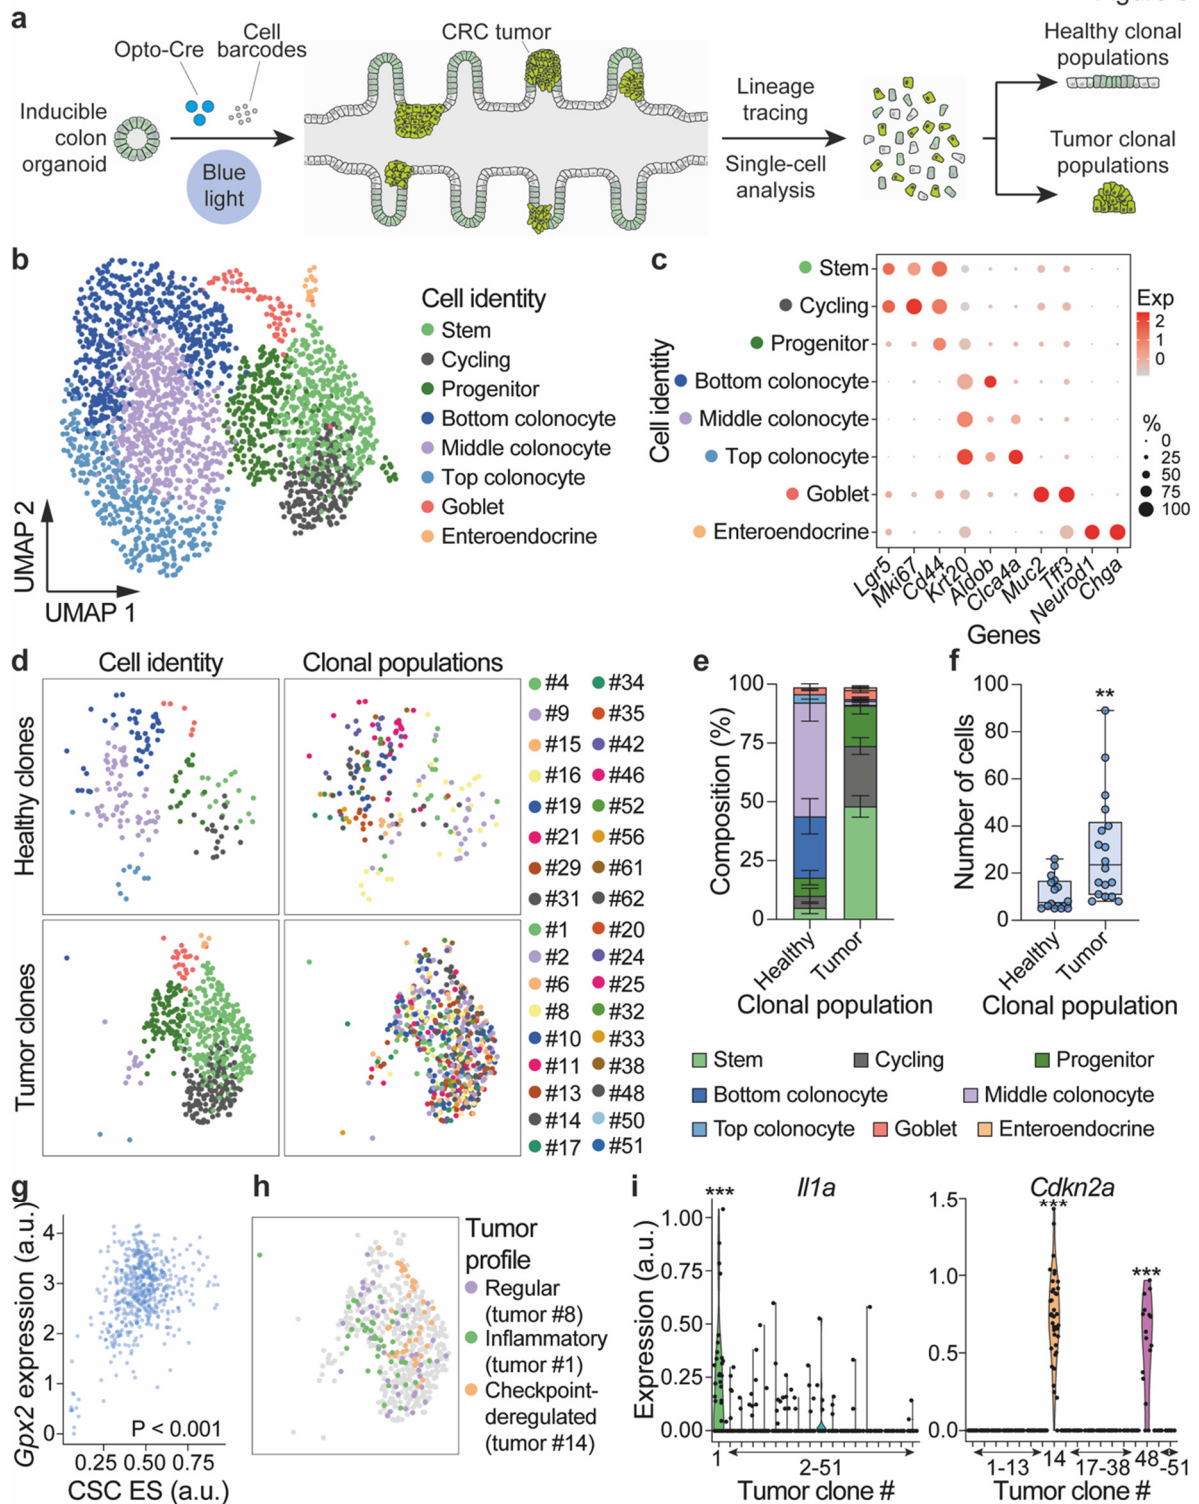 a
Opto-Cre
Cell
barcodes
Inducible
colon
organoid
Blue
light
CRC tumor
Lineage
tracing
Single-cell
analysis
Healthy clonal
populations
Tumor clonal
populations
b
UMAP 2
UMAP 1
Cell identity
Stem
Cycling
Progenitor
Bottom colonocyte
Middle colonocyte
Top colonocyte
Goblet
Enteroendocrine
c
Cell identity
Stem
Cycling
Progenitor
Bottom colonocyte
Middle colonocyte
Top colonocyte
Goblet
Enteroendocrine
Lgr5
Mki67
Cd44
Krt20
Aldob
Clca4a
Muc2
Tff3
Neurod1
Chga
Genes
Exp
2
1
0
%
0
25
50
75
100
d
Cell identity
Clonal populations
Healthy clones
Tumor clones
#4 #34
#9 #35
#15 #42
#16 #46
#19 #52
#21 #56
#29 #61
#31 #62
#1 #20
#2 #24
#6 #25
#8 #32
#10 #33
#11 #38
#13 #48
#14 #50
#17 #51
e
Composition (%)
100
75
50
25
0
Healthy
Tumor
Clonal population
f
Number of cells
100
80
60
40
20
0
**
Healthy
Tumor
Clonal population
Stem Cycling Progenitor
Bottom colonocyte Middle colonocyte
Top colonocyte Goblet Enteroendocrine
g
Gpx2 expression (a.u.)
4
3
2
1
0
P < 0.001
0.25 0.50 0.75
CSC ES (a.u.)
h
Tumor
profile
Regular
(tumor #8)
Inflammatory
(tumor #1)
Checkpoint-
deregulated
(tumor #14)
i
Il1a
***
Expression (a.u.)
1.00
0.75
0.50
0.25
0.00
1
2-51
Tumor clone #
Cdkn2a
***
***
1.5
1.0
0.5
0.0
1-13 14 17-38 48 -51
Tumor clone #